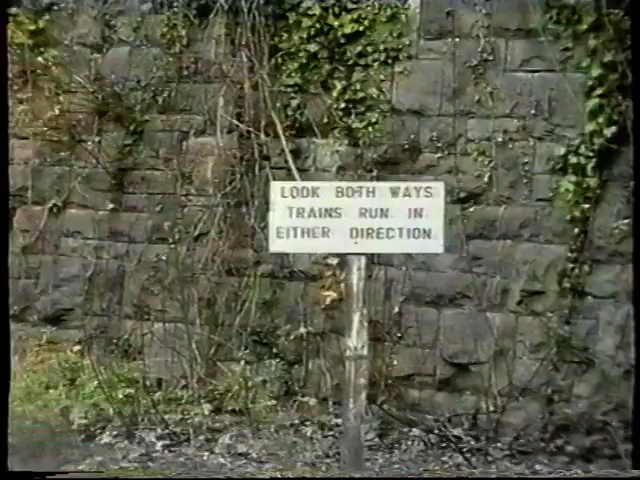 LOOK BOTH WAYS
TRAINS RUN IN
EITHER DIRECTION